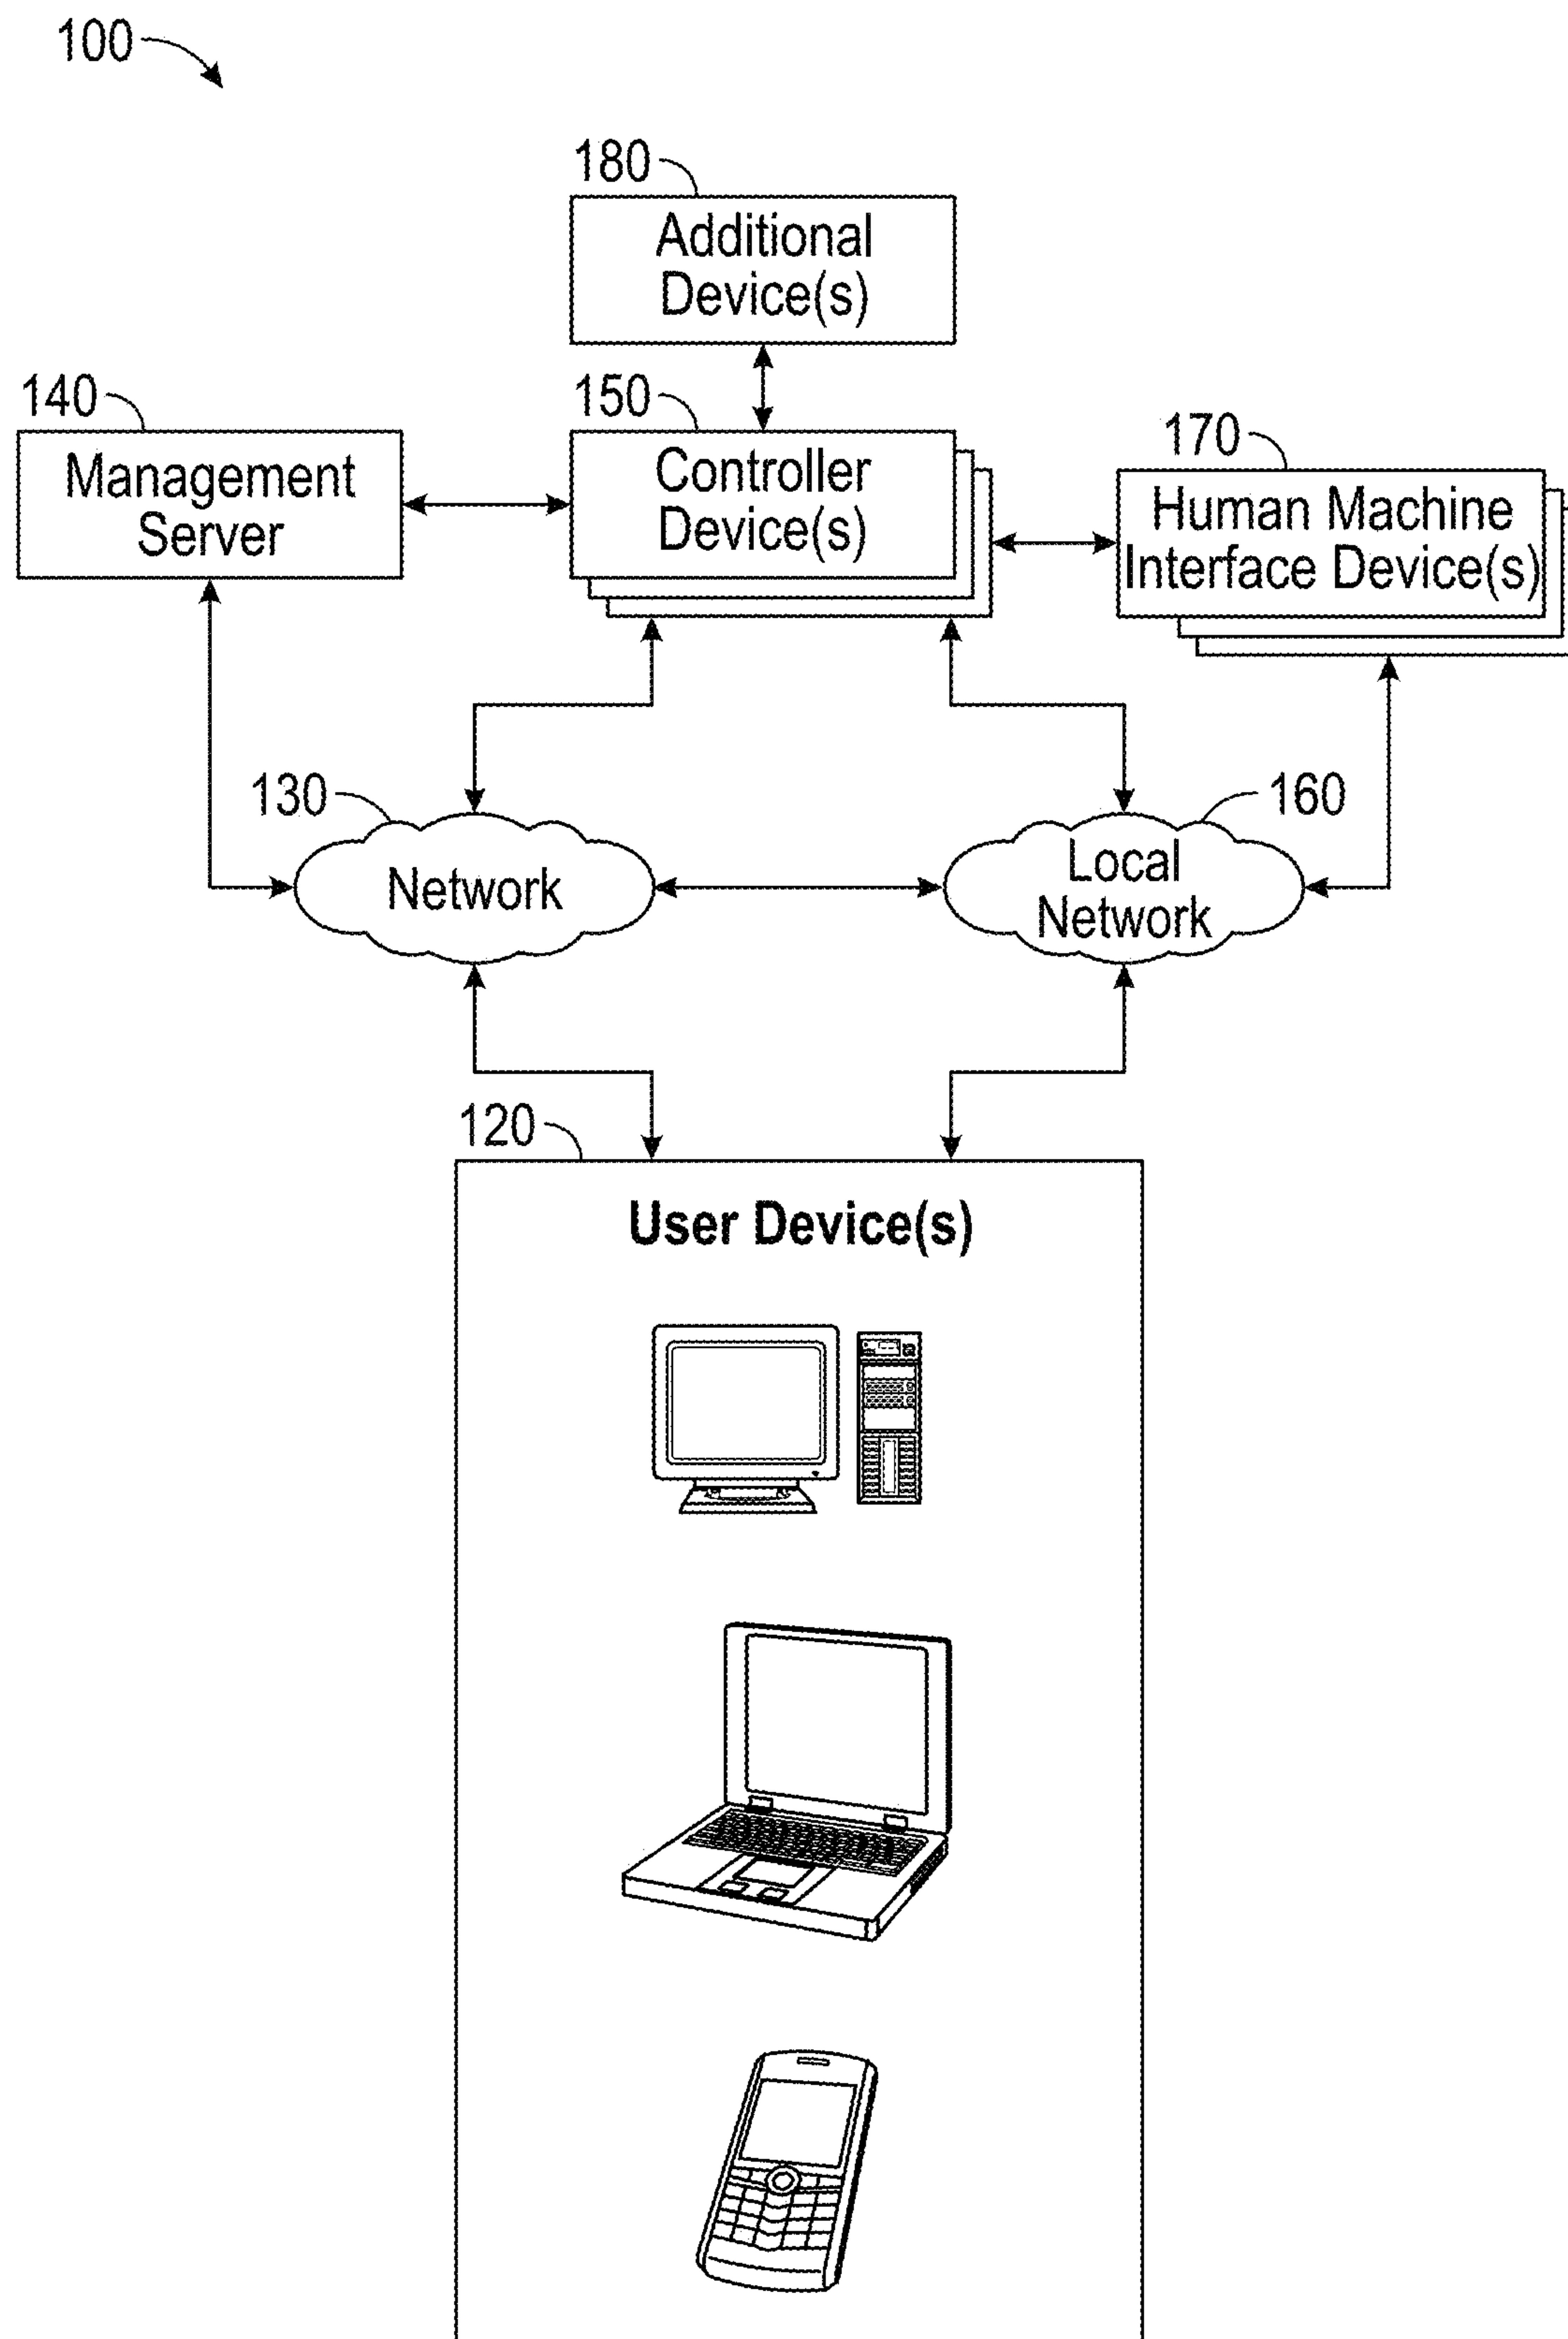 100
180
Additional
Device(s)
140
150
170
Management
Server
Controller
Device(s)
Human Machine
Interface Device(s)
130
160
Network
Local
Network
120
User Device(s)